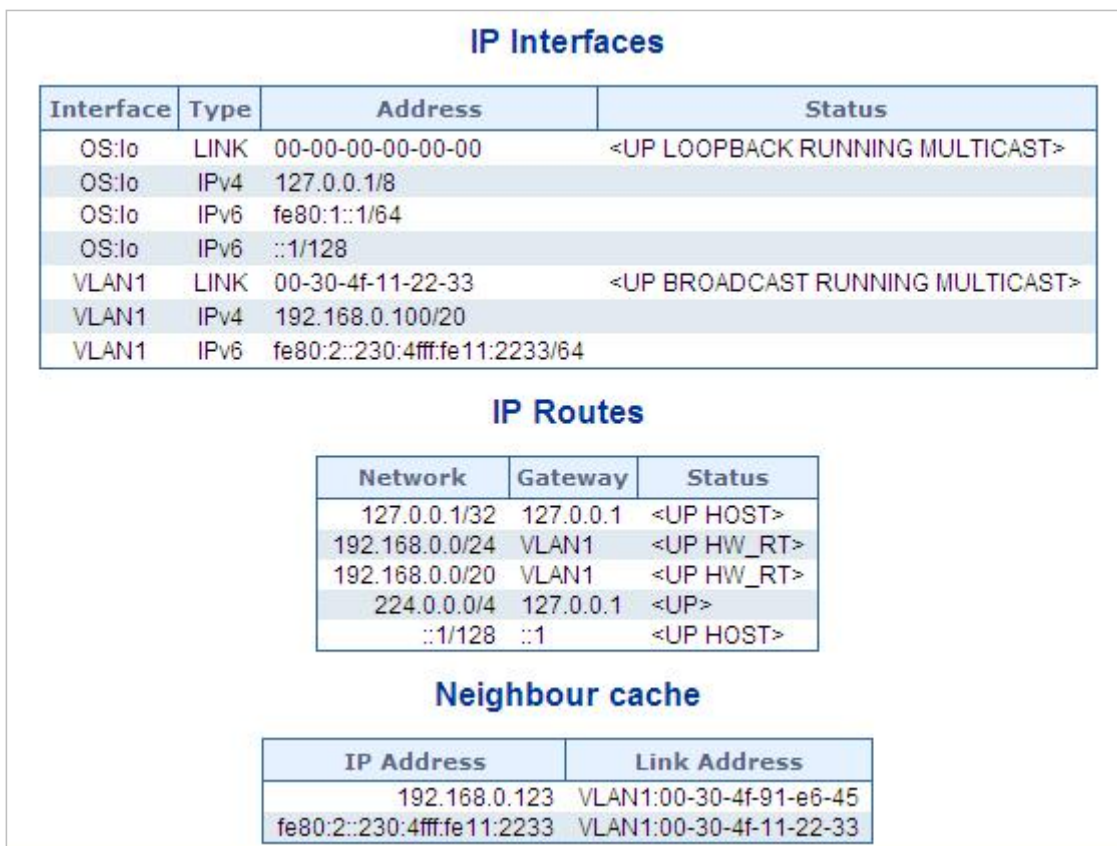 IP Interfaces
Interface Type Address Status
OS:lo LINK 00-00-00-00-00-00 <UP LOOPBACK RUNNING MULTICAST>
OS:lo IPv4 127.0.0.1/8
OS:lo IPv6 fe80:1::1/64
OS:lo IPv6 ::1/128
VLAN1 LINK 00-30-4f-11-22-33 <UP BROADCAST RUNNING MULTICAST>
VLAN1 IPv4 192.168.0.100/20
VLAN1 IPv6 fe80:2::230:4fff:fe11:2233/64
IP Routes
Network Gateway Status
127.0.0.1/32 127.0.0.1 <UP HOST>
192.168.0.0/24 VLAN1 <UP HW_RT>
192.168.0.0/20 VLAN1 <UP HW_RT>
224.0.0.0/4 127.0.0.1 <UP>
::1/128 ::1 <UP HOST>
Neighbour cache
IP Address Link Address
192.168.0.123 VLAN1:00-30-4f-91-e6-45
fe80:2::230:4fff:fe11:2233 VLAN1:00-30-4f-11-22-33